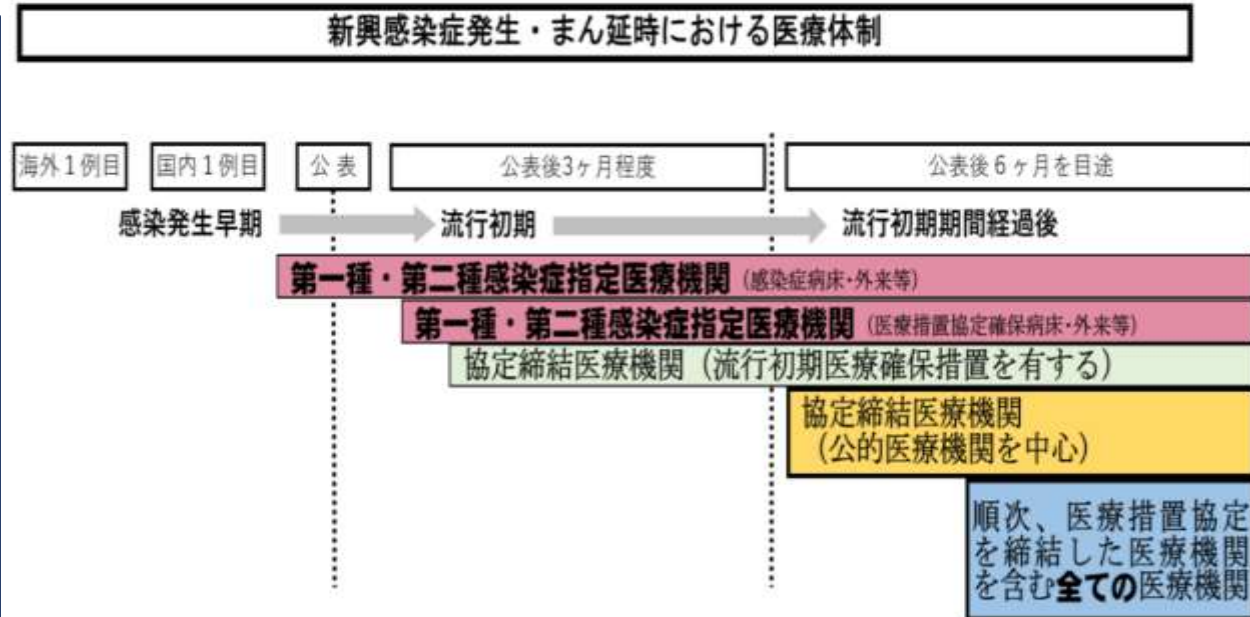 新興感染症発生・まん延時における医療体制
海外１例目
国内１例目
公 表
公表後3ヶ月程度
公表後６ヶ月を目途
感染発生早期
流行初期
流行初期期間経過後
第一種・第二種感染症指定医療機関（感染症病床・外来等）
第一種・第二種感染症指定医療機関（医療措置協定確保病床・外来等）
協定締結医療機関（流行初期医療確保措置を有する）
協定締結医療機関
（公的医療機関を中心）
順次、医療措置協定
を締結した医療機関
を含む全ての医療機関